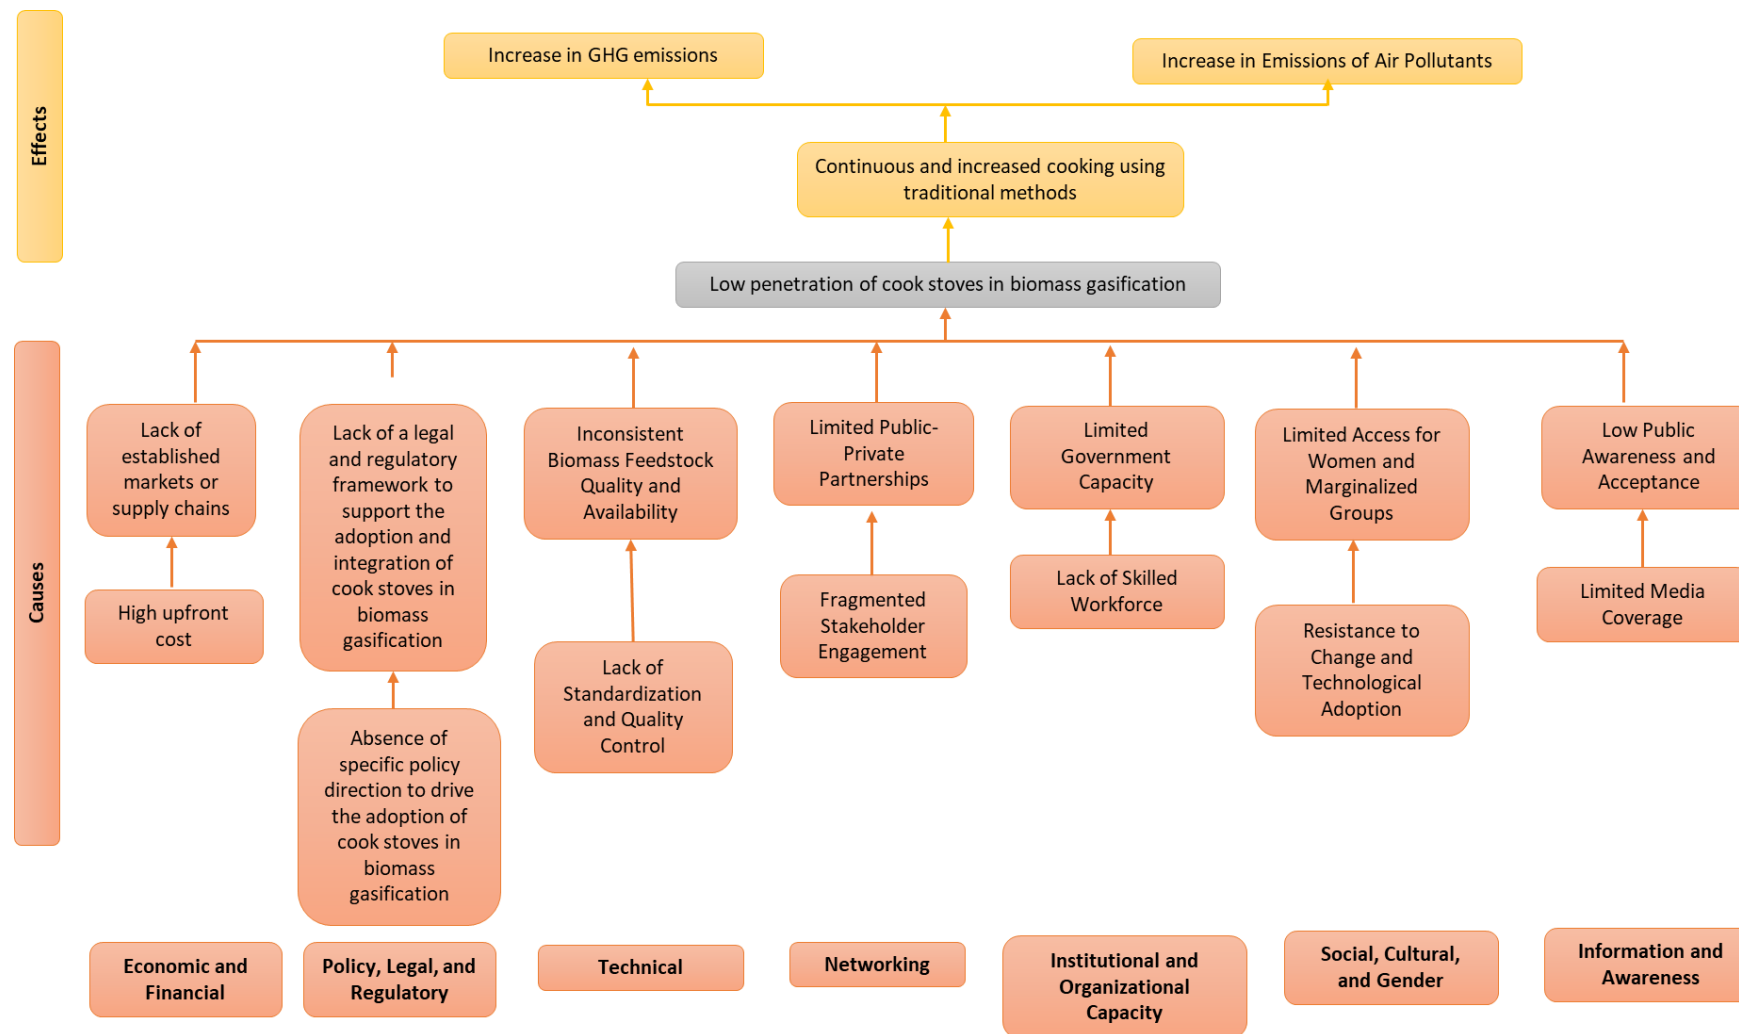 Effects
Increase in GHG emissions
Increase in Emissions of Air Pollutants
Continuous and increased cooking using
traditional methods
Low penetration of cook stoves in biomass gasification
Causes
Lack of
established
markets or
supply chains
High upfront
cost
Lack of a legal
and regulatory
framework to
support the
adoption and
integration of
cook stoves in
biomass
gasification
Absence of
specific policy
direction to drive
the adoption of
cook stoves in
biomass
gasification
Inconsistent
Biomass Feedstock
Quality and
Availability
Lack of
Standardization
and Quality
Control
Limited Public-
Private
Partnerships
Fragmented
Stakeholder
Engagement
Limited
Government
Capacity
Lack of Skilled
Workforce
Limited Access for
Women and
Marginalized
Groups
Resistance to
Change and
Technological
Adoption
Low Public
Awareness and
Acceptance
Limited Media
Coverage
Economic and
Financial
Policy, Legal, and
Regulatory
Technical
Networking
Institutional and
Organizational
Capacity
Social, Cultural,
and Gender
Information and
Awareness